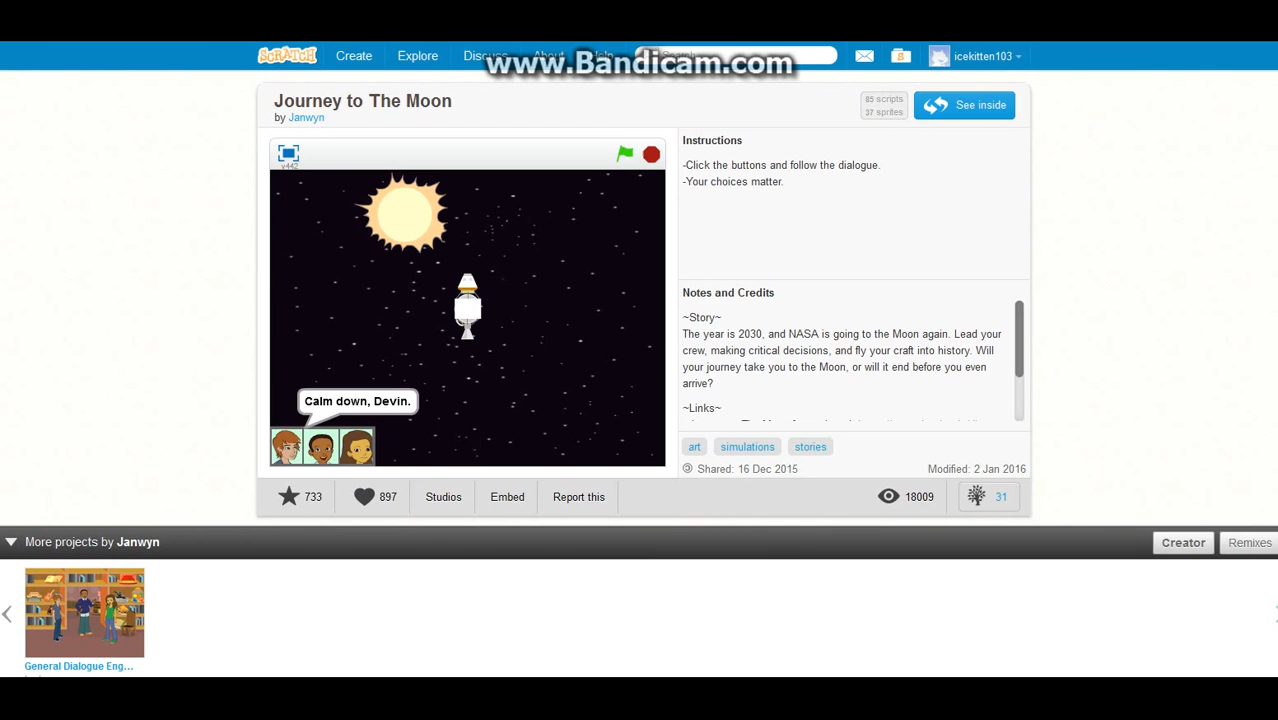 SCRATCH Create Explore Discuss About Help Search icekitten103
www.Bandicam.com
Journey to The Moon
by Janwyn
85 scripts
37 sprites
See inside
v442
Instructions
-Click the buttons and follow the dialogue.
-Your choices matter.
Notes and Credits
~Story~
The year is 2030, and NASA is going to the Moon again. Lead your
crew, making critical decisions, and fly your craft into history. Will
your journey take you to the Moon, or will it end before you even
arrive?
~Links~
Calm down, Devin.
art simulations stories
Shared: 16 Dec 2015 Modified: 2 Jan 2016
733 897 Studios Embed Report this 18009 31
More projects by Janwyn Creator Remixes
General Dialogue Eng...